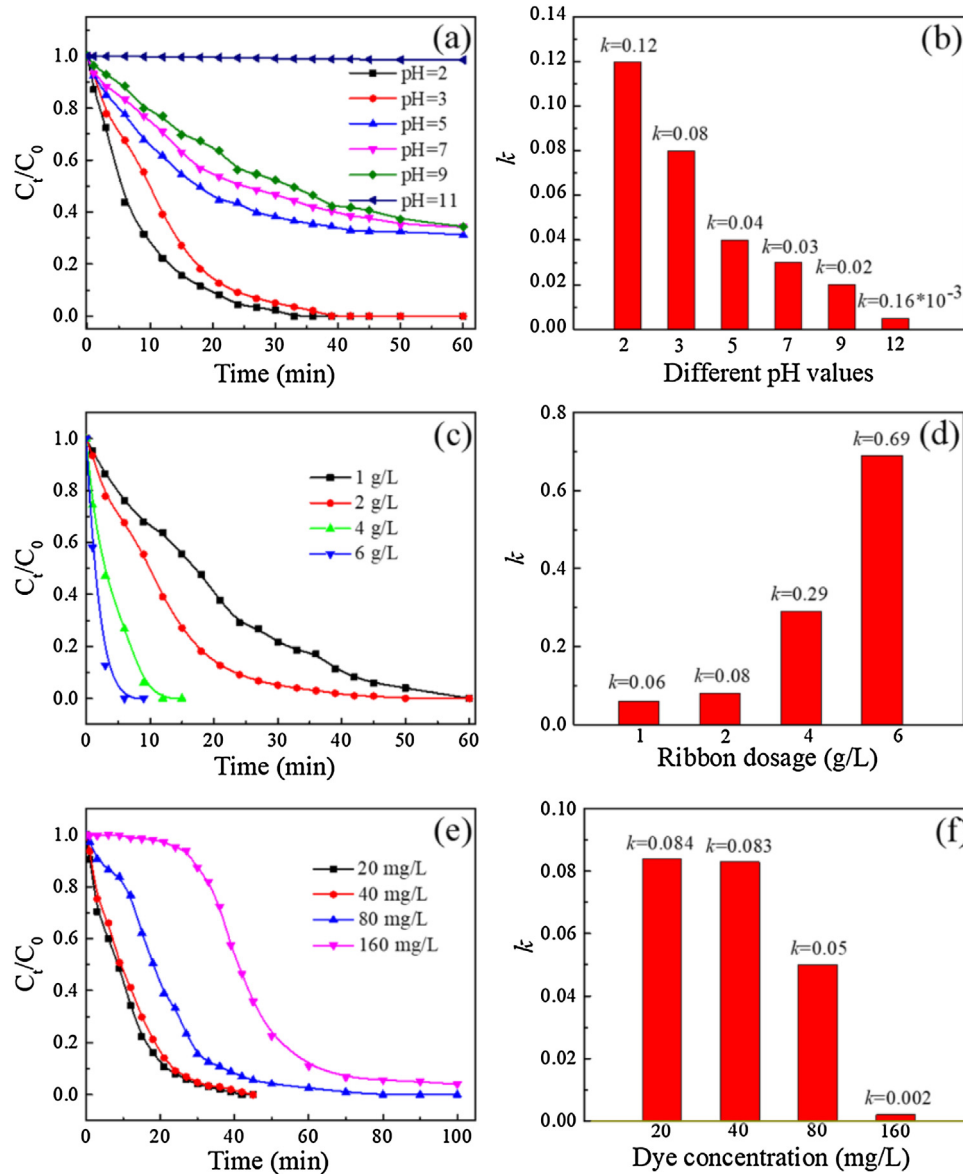 (a)
1.0
0.8
0.6
0.4
0.2
0.0
Ct/C0
pH=2
pH=3
pH=5
pH=7
pH=9
pH=11
0 10 20 30 40 50 60
Time (min)
(b)
0.14
0.12
0.10
0.08
0.06
0.04
0.02
0.00
k
k=0.12
k=0.08
k=0.04
k=0.03
k=0.02
k=0.16*10-3
2 3 5 7 9 12
Different pH values
(c)
1.0
0.8
0.6
0.4
0.2
0.0
Ct/C0
1 g/L
2 g/L
4 g/L
6 g/L
0 10 20 30 40 50 60
Time (min)
(d)
0.8
0.6
0.4
0.2
0.0
k
k=0.06
k=0.08
k=0.29
k=0.69
1 2 4 6
Ribbon dosage (g/L)
(e)
1.0
0.8
0.6
0.4
0.2
0.0
Ct/C0
20 mg/L
40 mg/L
80 mg/L
160 mg/L
0 20 40 60 80 100
Time (min)
(f)
0.10
0.08
0.06
0.04
0.02
0.00
k
k=0.084
k=0.083
k=0.05
k=0.002
20 40 80 160
Dye concentration (mg/L)